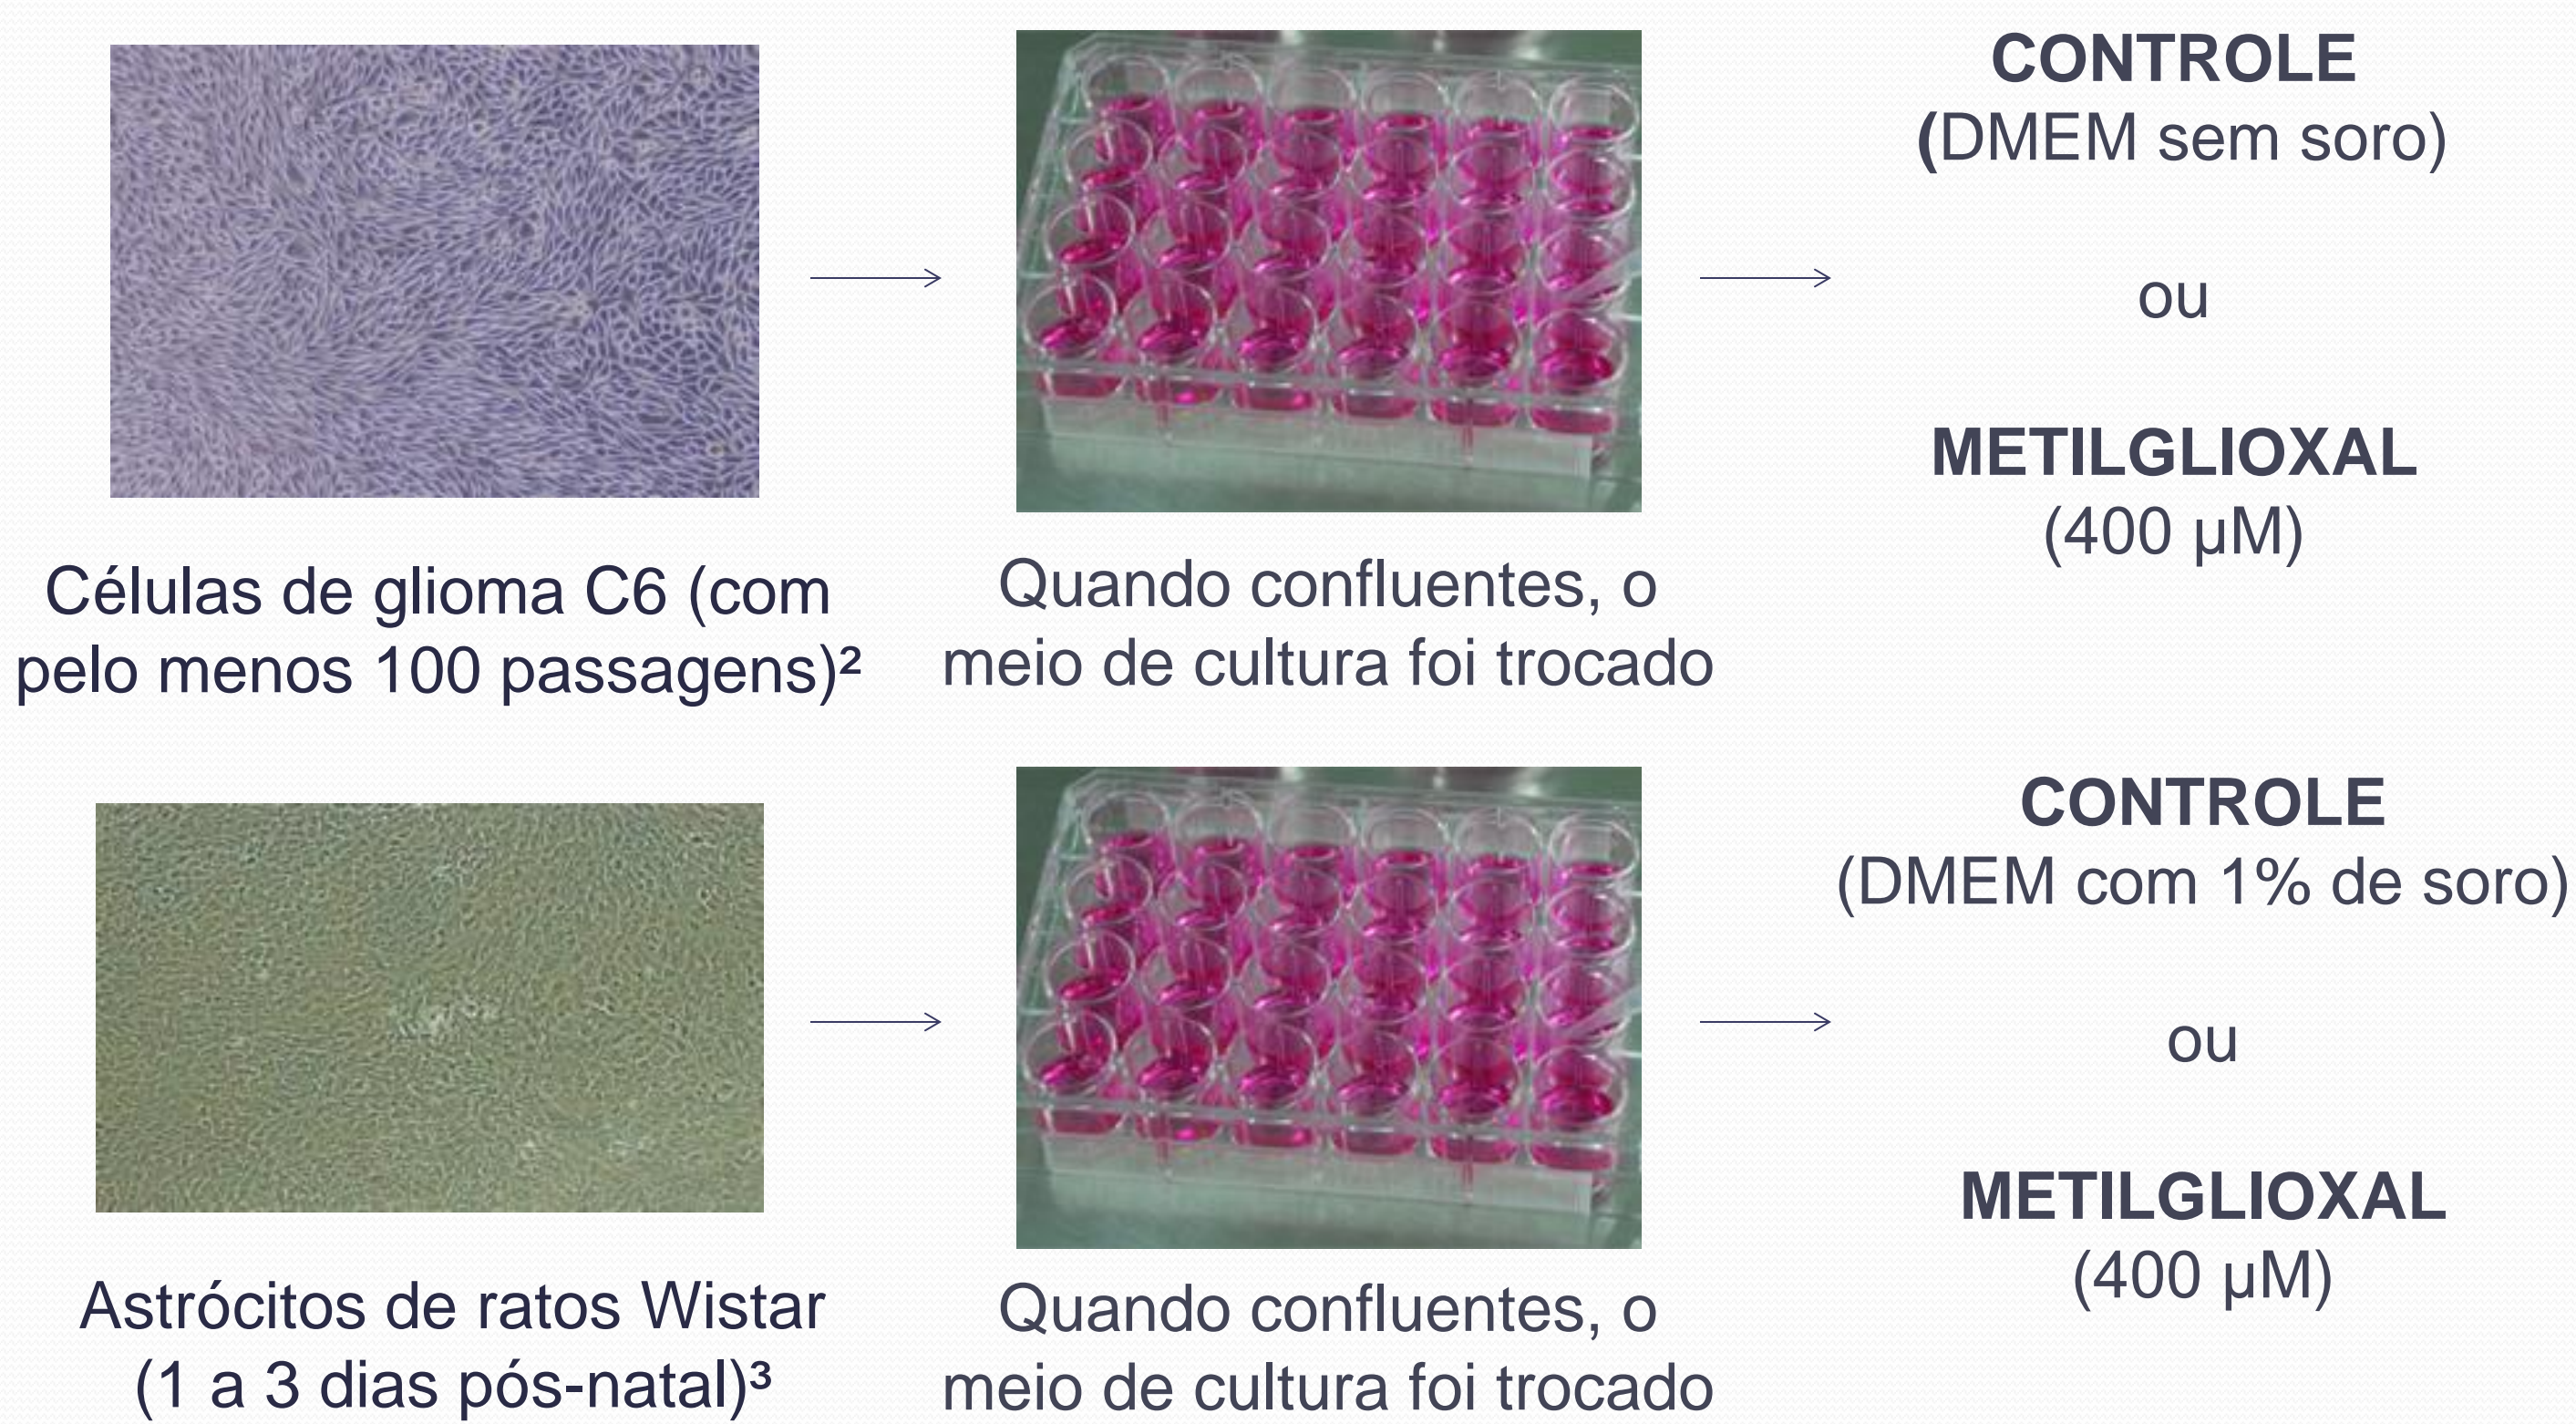 Células de glioma C6 (com
pelo menos 100 passagens)²
Quando confluentes, o
meio de cultura foi trocado
CONTROLE
(DMEM sem soro)
ou
METILGLIOXAL
(400 µM)
Astrócitos de ratos Wistar
(1 a 3 dias pós-natal)³
Quando confluentes, o
meio de cultura foi trocado
CONTROLE
(DMEM com 1% de soro)
ou
METILGLIOXAL
(400 µM)